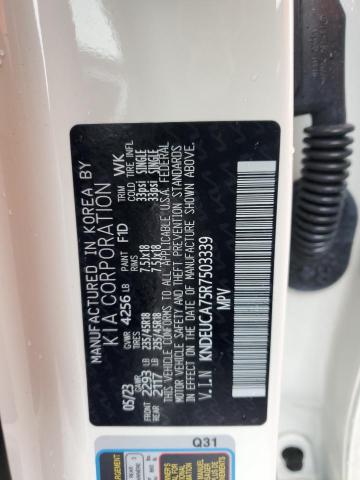 MANUFACTURED IN KOREA BY
KIA CORPORATION
GVWR 4256 LB PAINT F1D TRIM WK
TIRES RIMS
05/23 GAWR
FRONT 2293 LB 235/45R18 7.5Jx18 33psi SINGLE
REAR 2117 LB 235/45R18 7.5Jx18 33psi SINGLE
THIS VEHICLE CONFORMS TO ALL APPLICABLE U.S.A. FEDERAL
MOTOR VEHICLE SAFETY AND THEFT PREVENTION STANDARDS
IN EFFECT ON THE DATE OF MANUFACTURE SHOWN ABOVE.
V.I.N KNDEUCA75R7503339
MPV
Q31